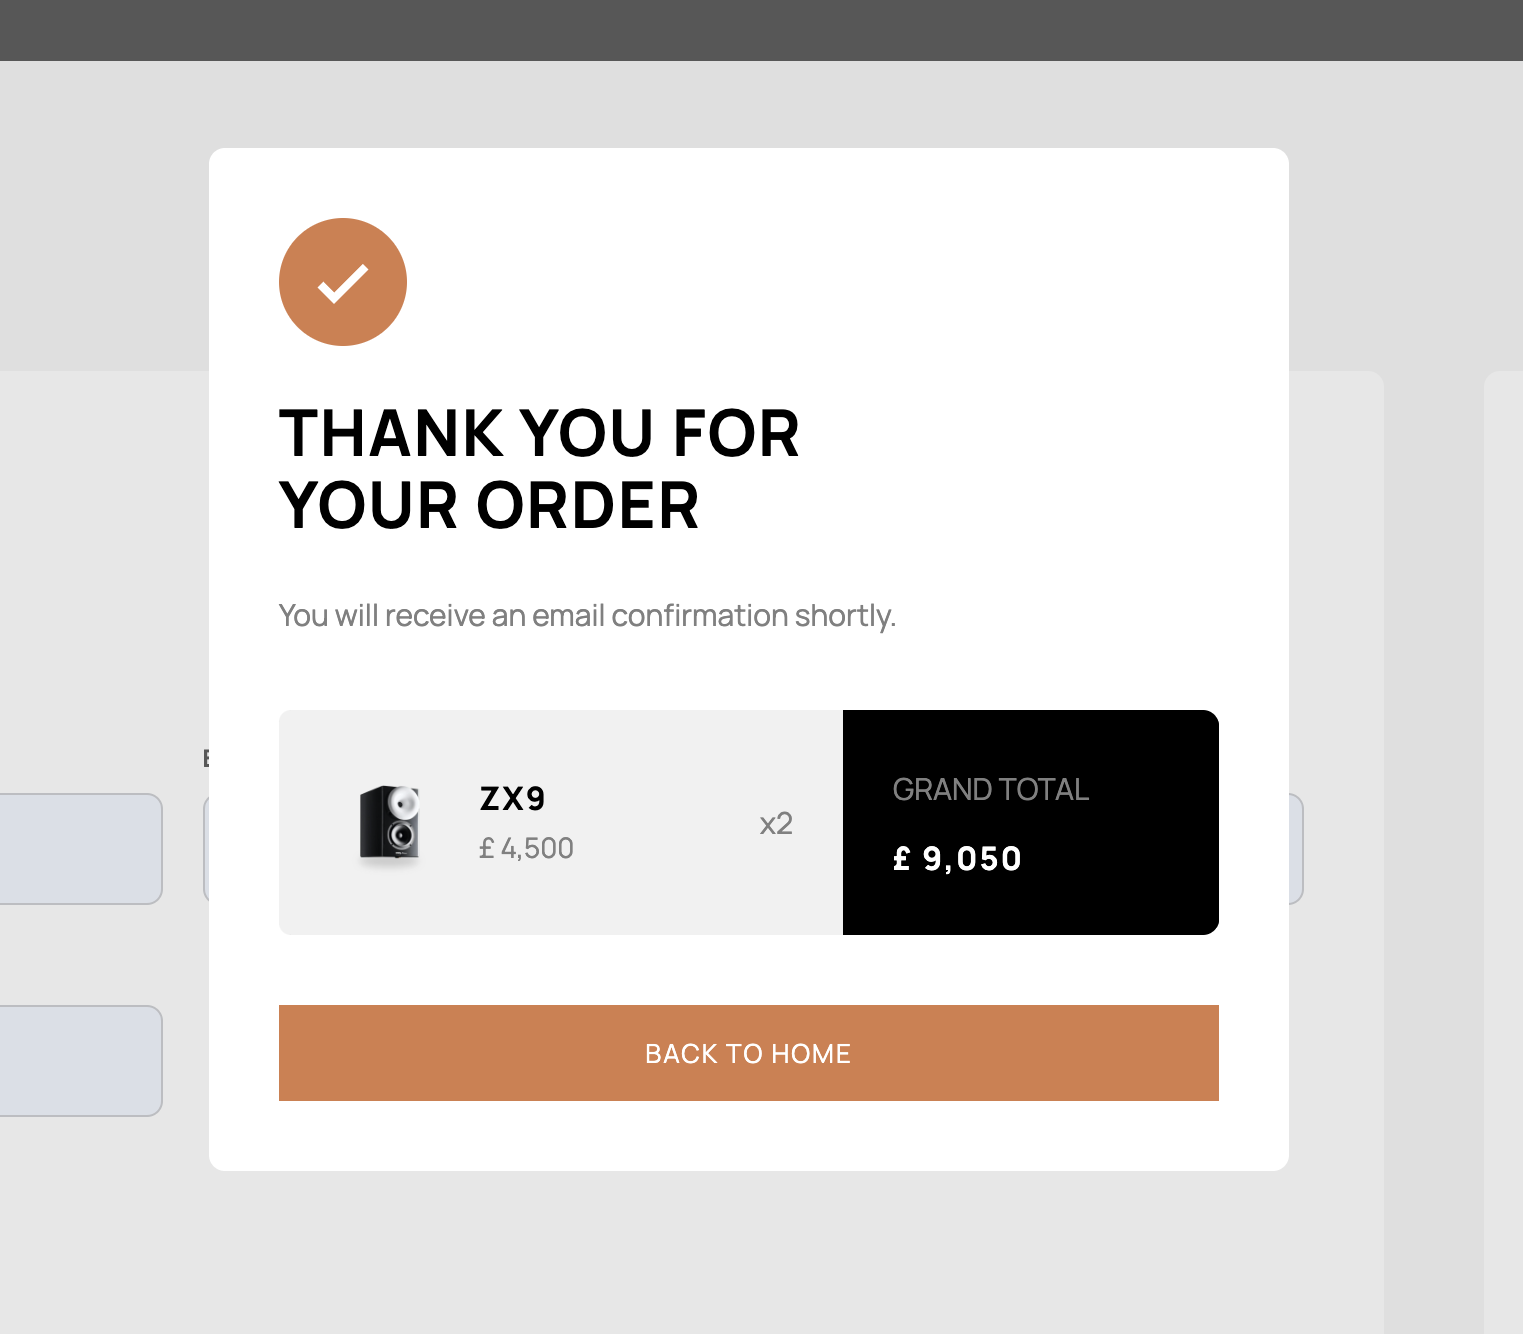 THANK YOU FOR
YOUR ORDER
You will receive an email confirmation shortly.
ZX9
£ 4,500
x2
GRAND TOTAL
£ 9,050
BACK TO HOME